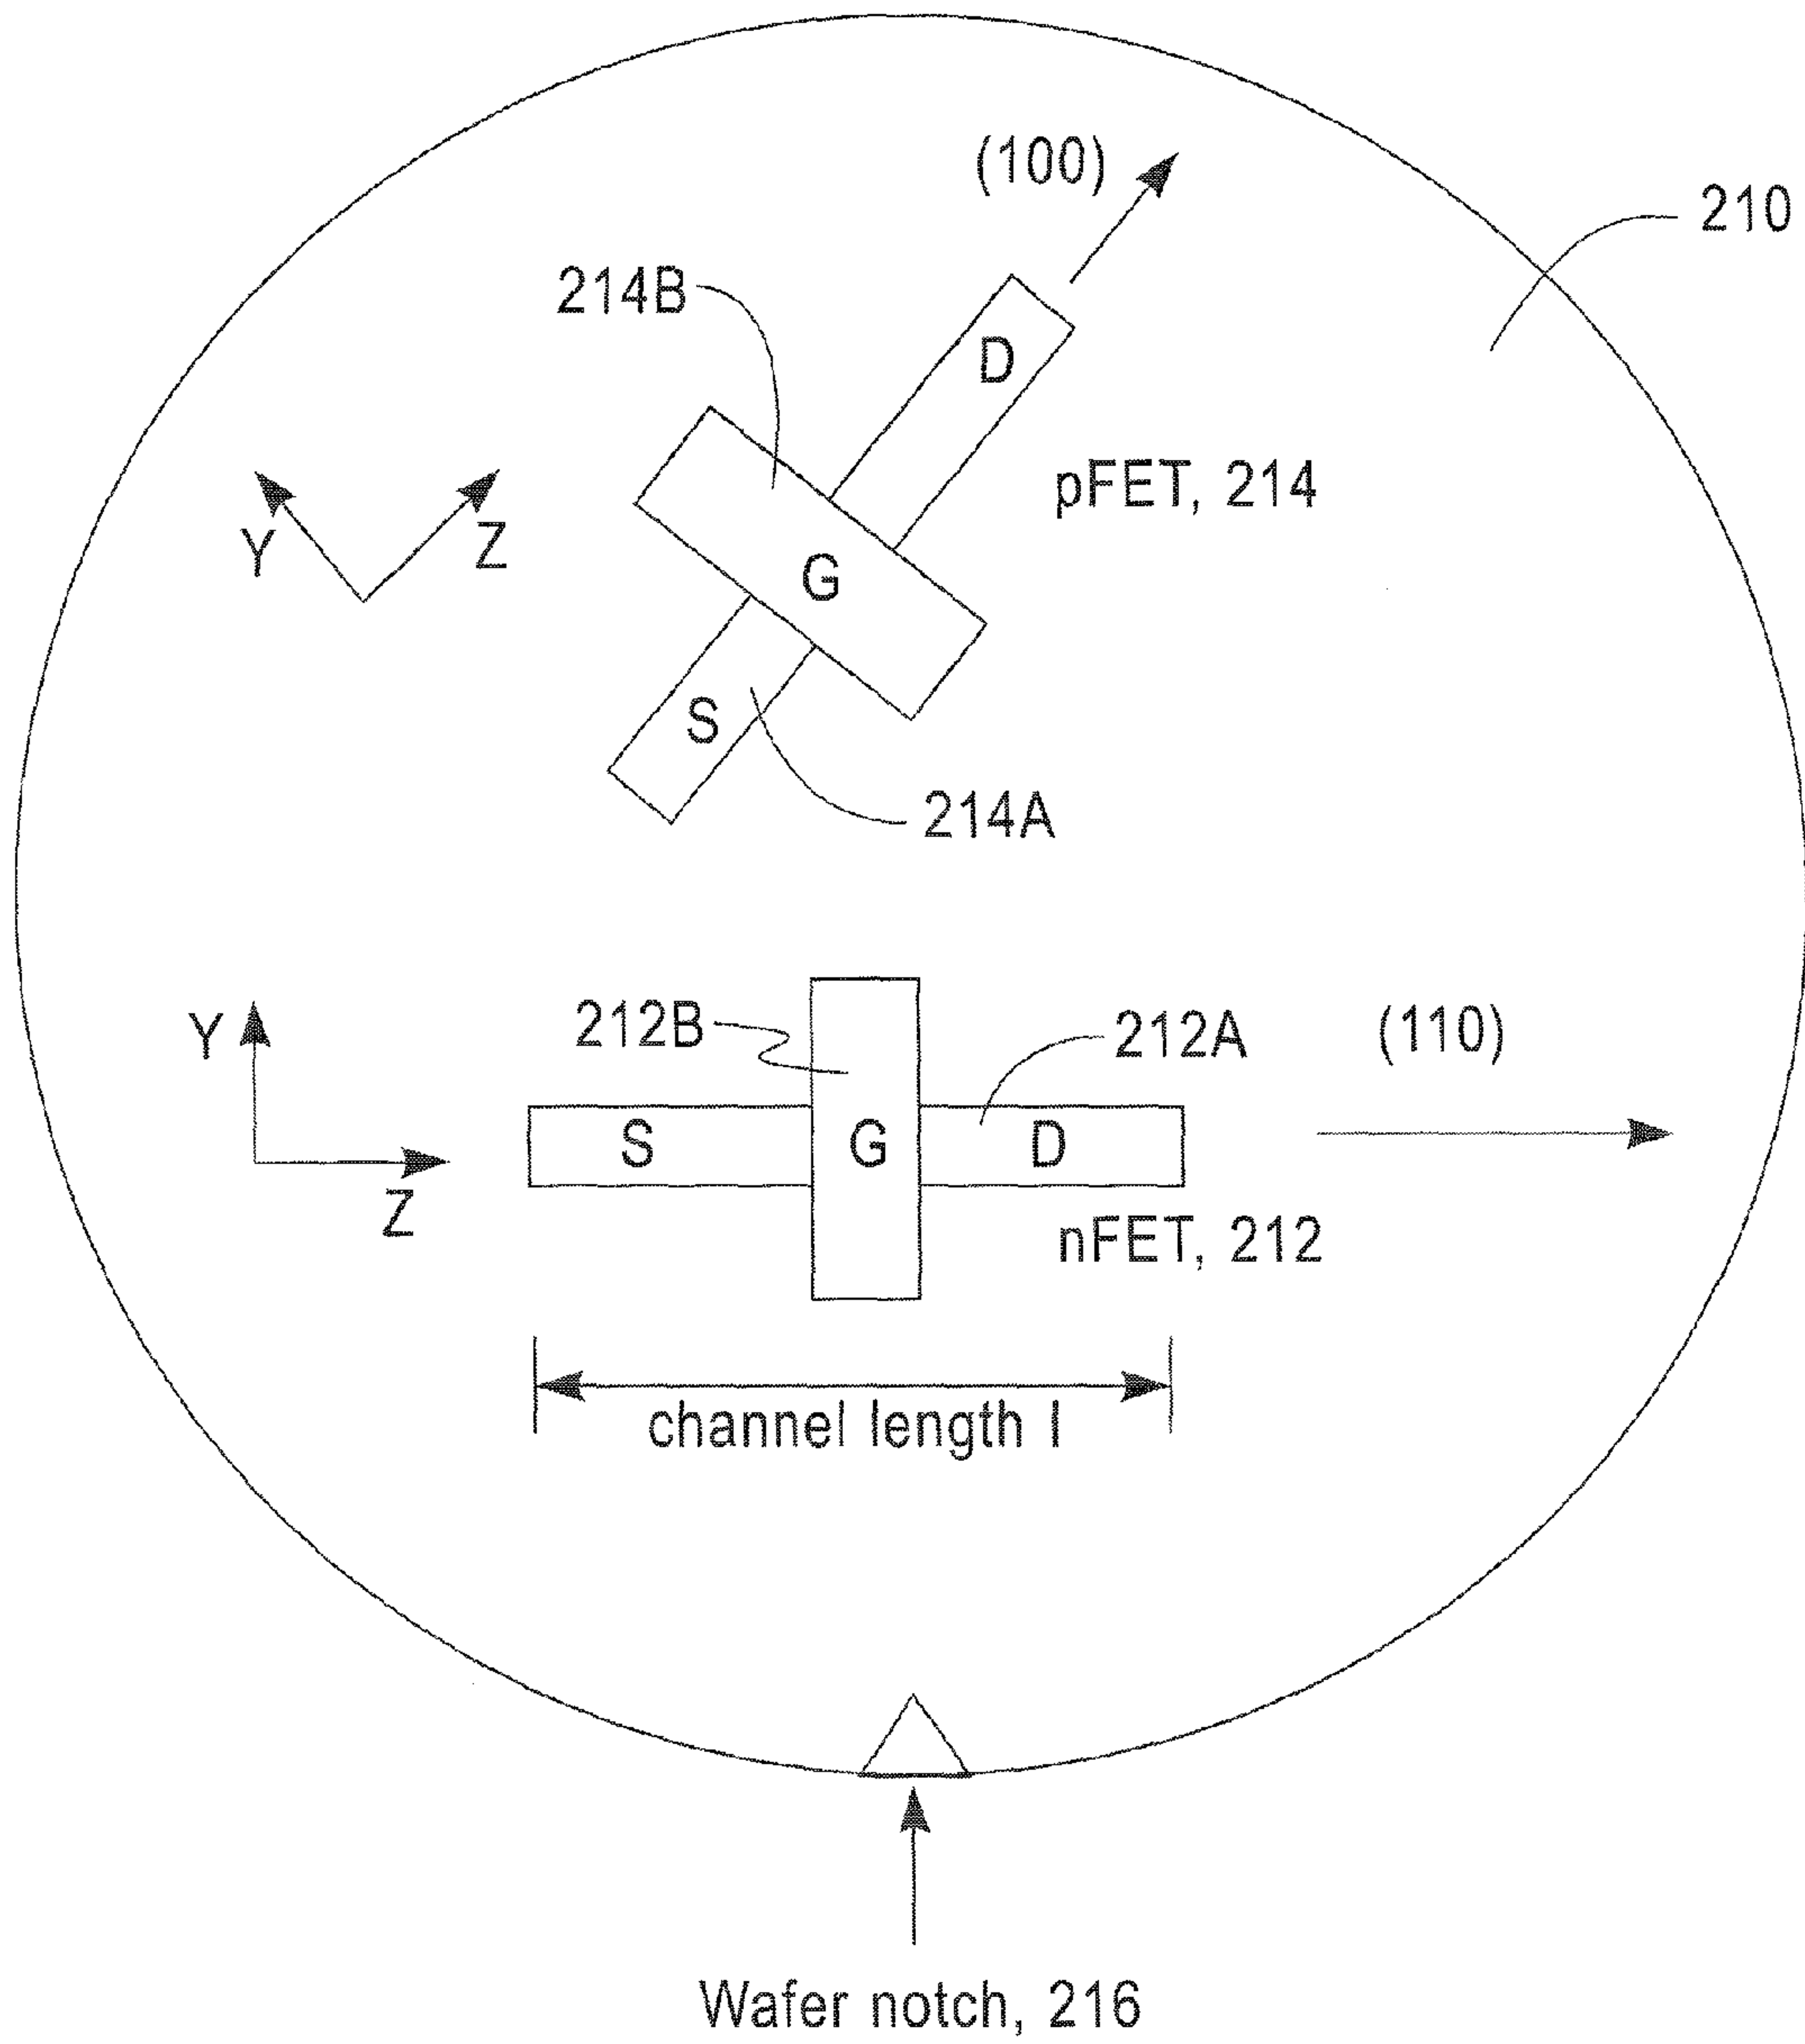 (100)
210
214B
D
pFET, 214
Y
Z
G
S
214A
Y
212B
212A
(110)
S
G
D
Z
nFET, 212
channel length l
Wafer notch, 216